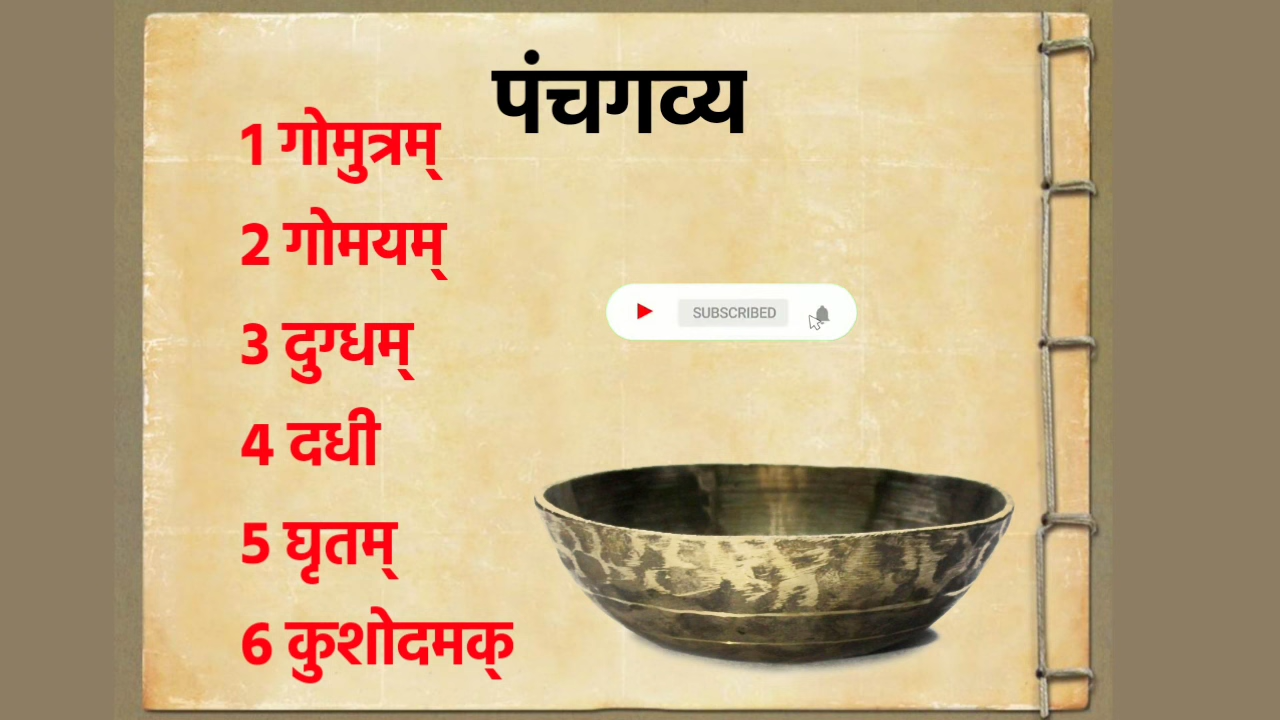 पंचगव्य
1 गोमुत्रम्
2 गोमयम्
3 दुग्धम्
SUBSCRIBED
4 दधी
5 घृतम्
6 कुशोदमक्